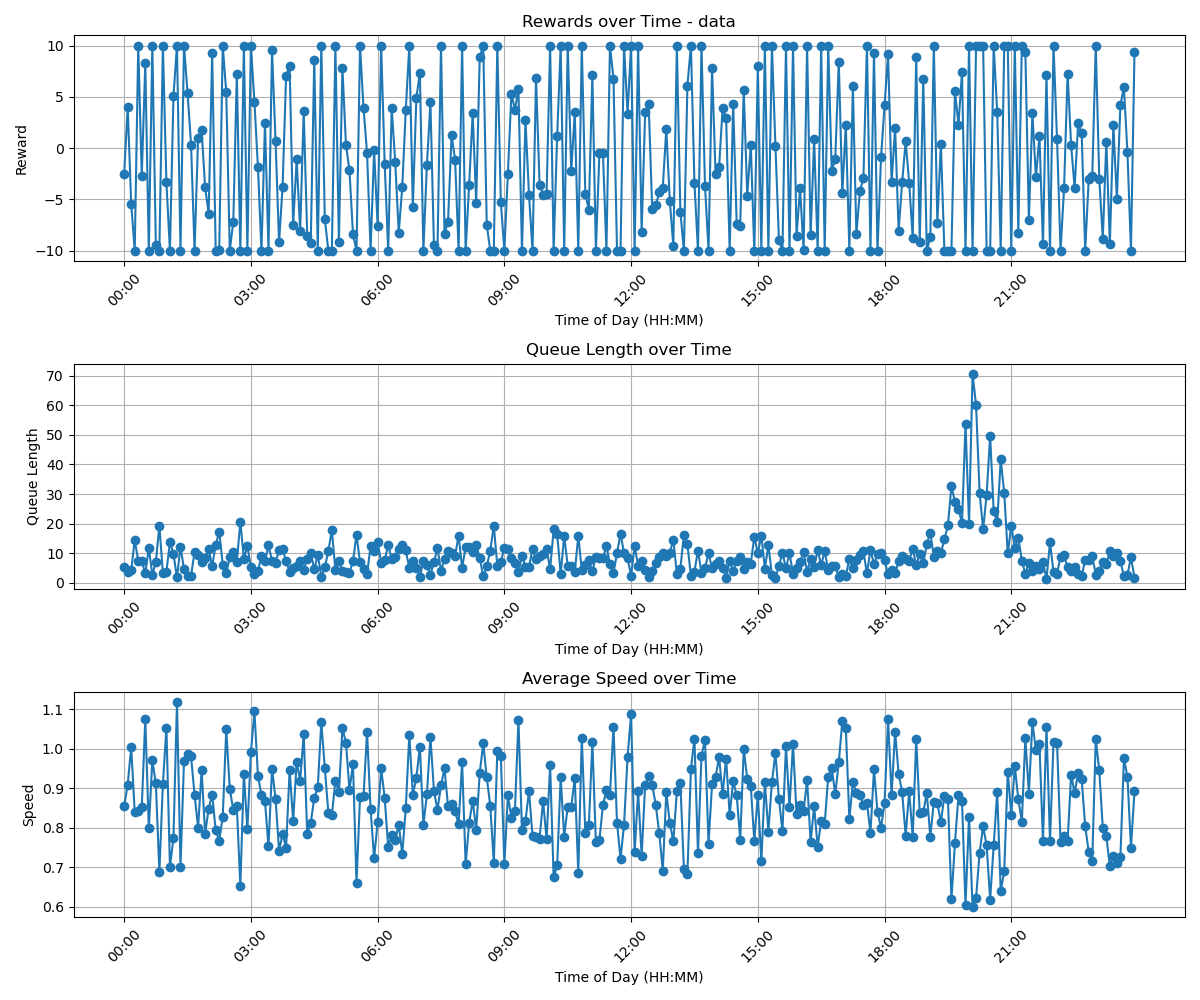 Rewards over Time - data
10
5
0
−5
−10
Reward
00:00 03:00 06:00 09:00 12:00 15:00 18:00 21:00
Time of Day (HH:MM)
Queue Length over Time
70
60
50
40
30
20
10
0
Queue Length
00:00 03:00 06:00 09:00 12:00 15:00 18:00 21:00
Time of Day (HH:MM)
Average Speed over Time
1.1
1.0
0.9
0.8
0.7
0.6
Speed
00:00 03:00 06:00 09:00 12:00 15:00 18:00 21:00
Time of Day (HH:MM)